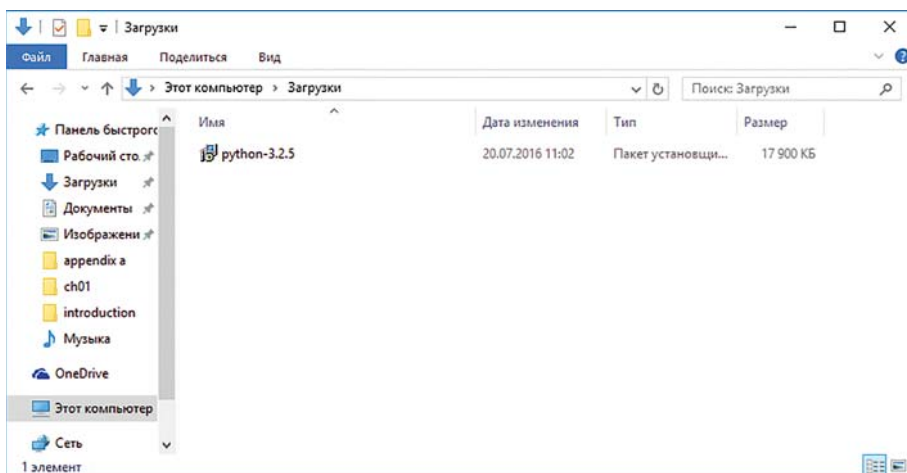 Загрузки
Файл Главная Поделиться Вид
Этот компьютер > Загрузки Поиск: Загрузки
Имя Дата изменения Тип Размер
python-3.2.5 20.07.2016 11:02 Пакет установщи... 17 900 КБ
Панель быстрого
Рабочий сто.
Загрузки
Документы
Изображени
appendix a
ch01
introduction
Музыка
OneDrive
Этот компьютер
Сеть
1 элемент